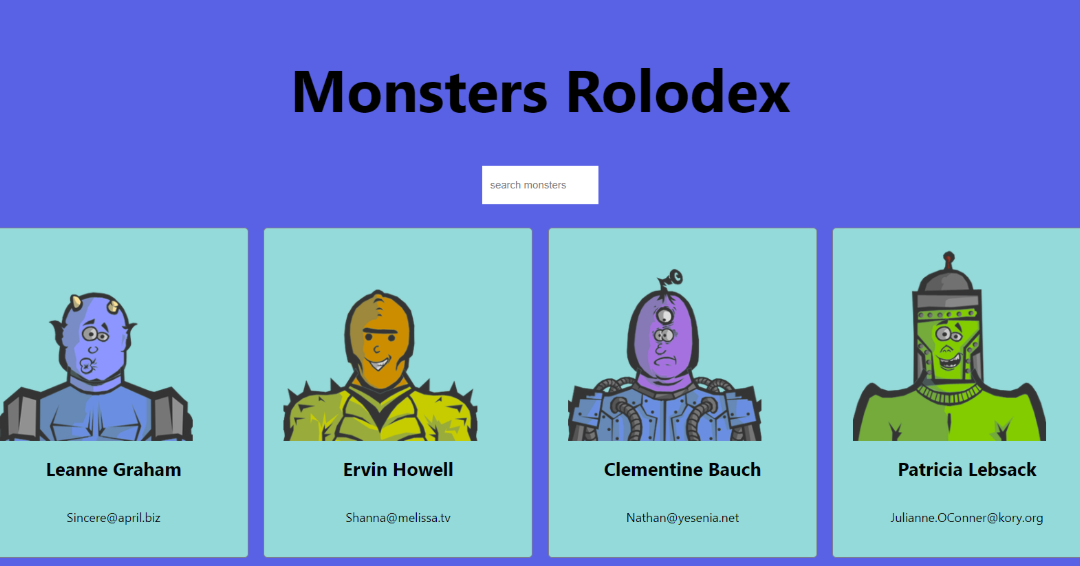 Monsters Rolodex
search monsters
Leanne Graham
Ervin Howell
Clementine Bauch
Patricia Lebsack
Sincere@april.biz
Shanna@melissa.tv
Nathan@yesenia.net
Julianne.OConner@kory.org